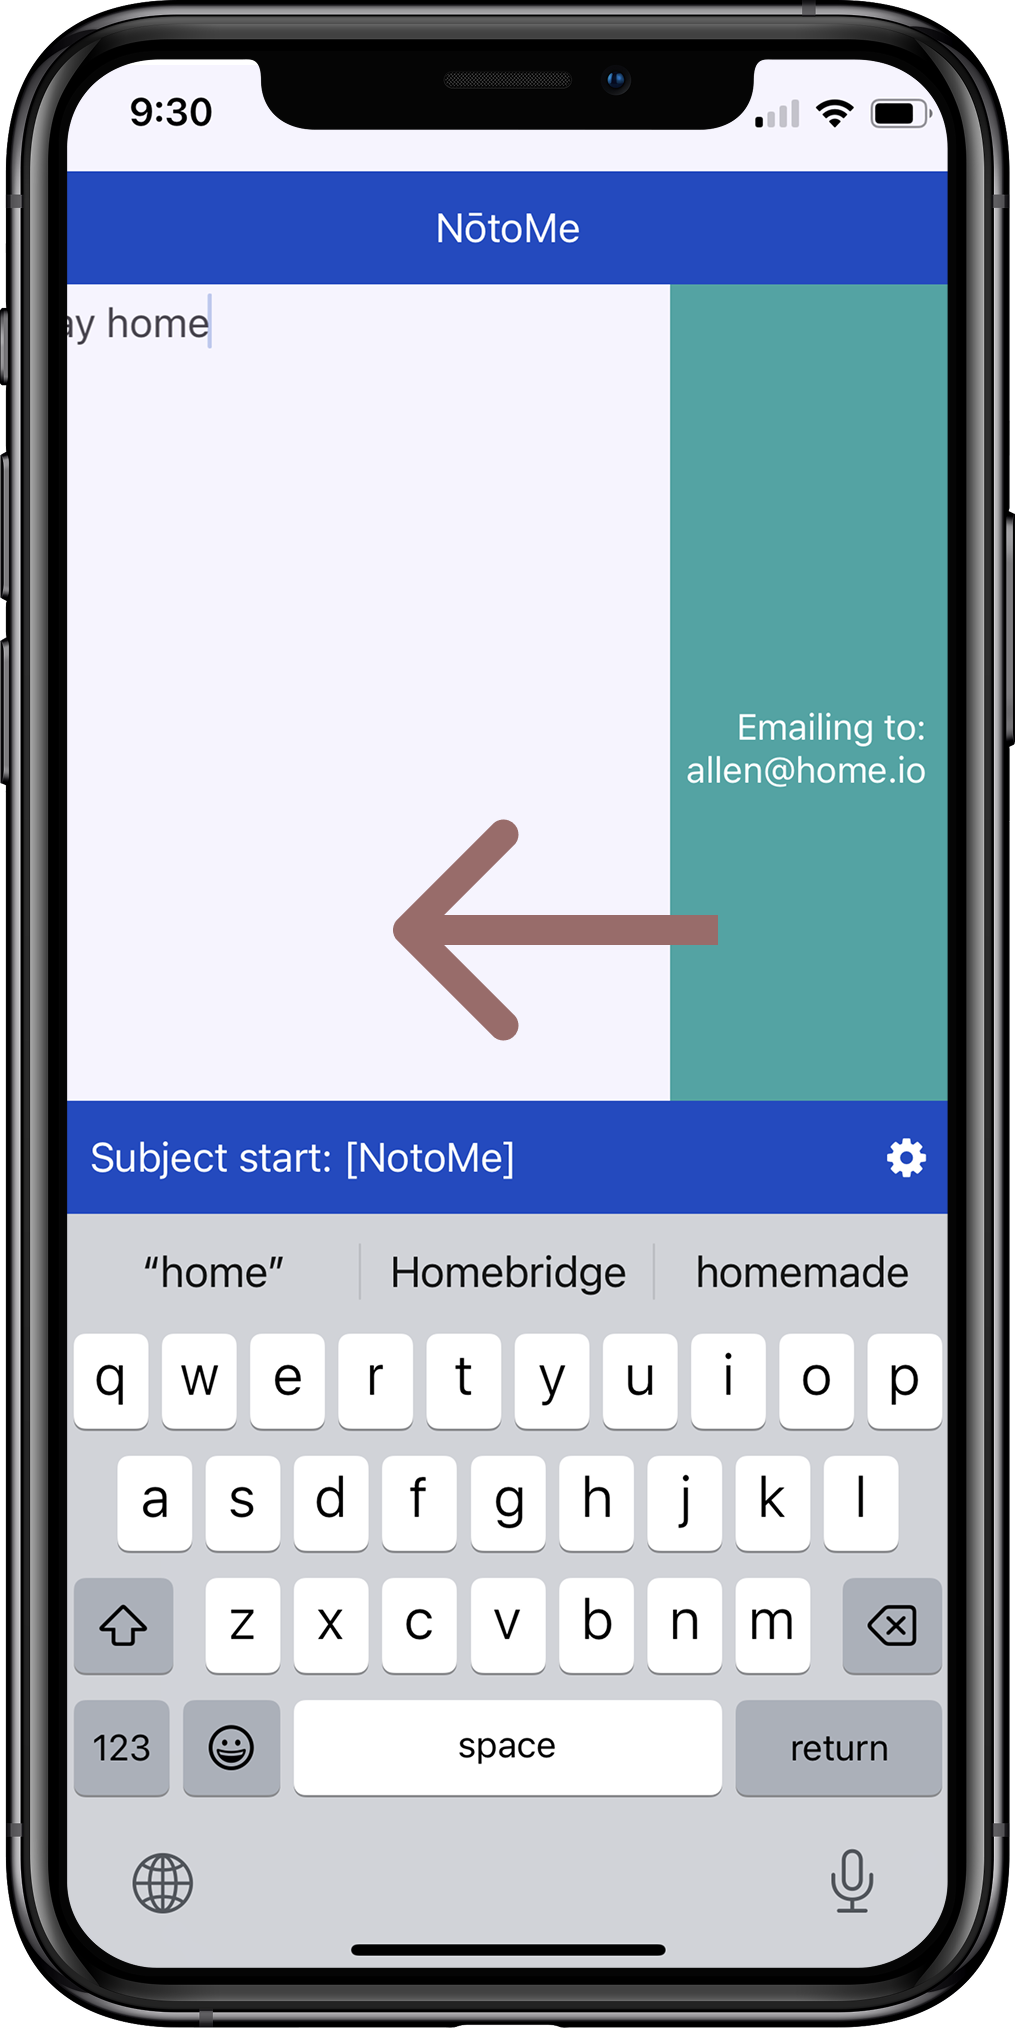 9:30
NōtoMe
ay home
Emailing to:
allen@home.io
Subject start: [NotoMe]
“home” Homebridge homemade
q w e r t y u i o p
a s d f g h j k l
z x c v b n m
123 space return